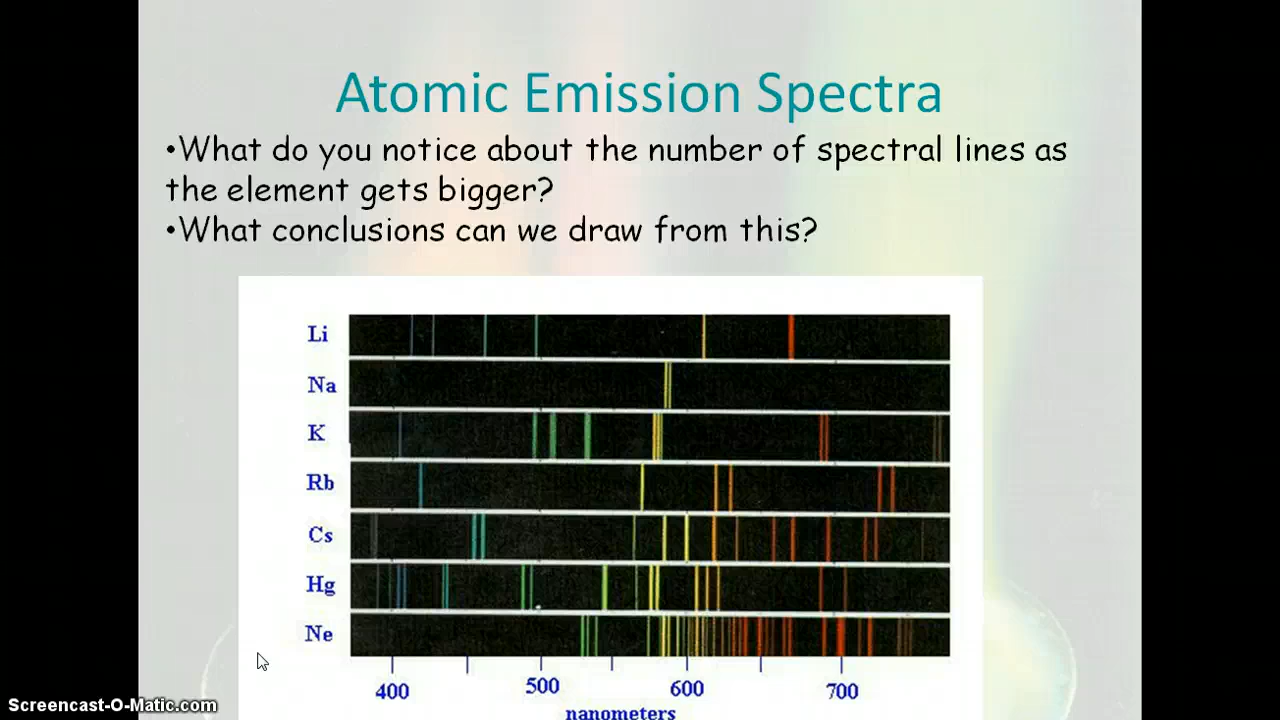 Atomic Emission Spectra
•What do you notice about the number of spectral lines as
the element gets bigger?
•What conclusions can we draw from this?
Li
Na
K
Rb
Cs
Hg
Ne
400 500 600 700
nanometers
Screencast-O-Matic.com